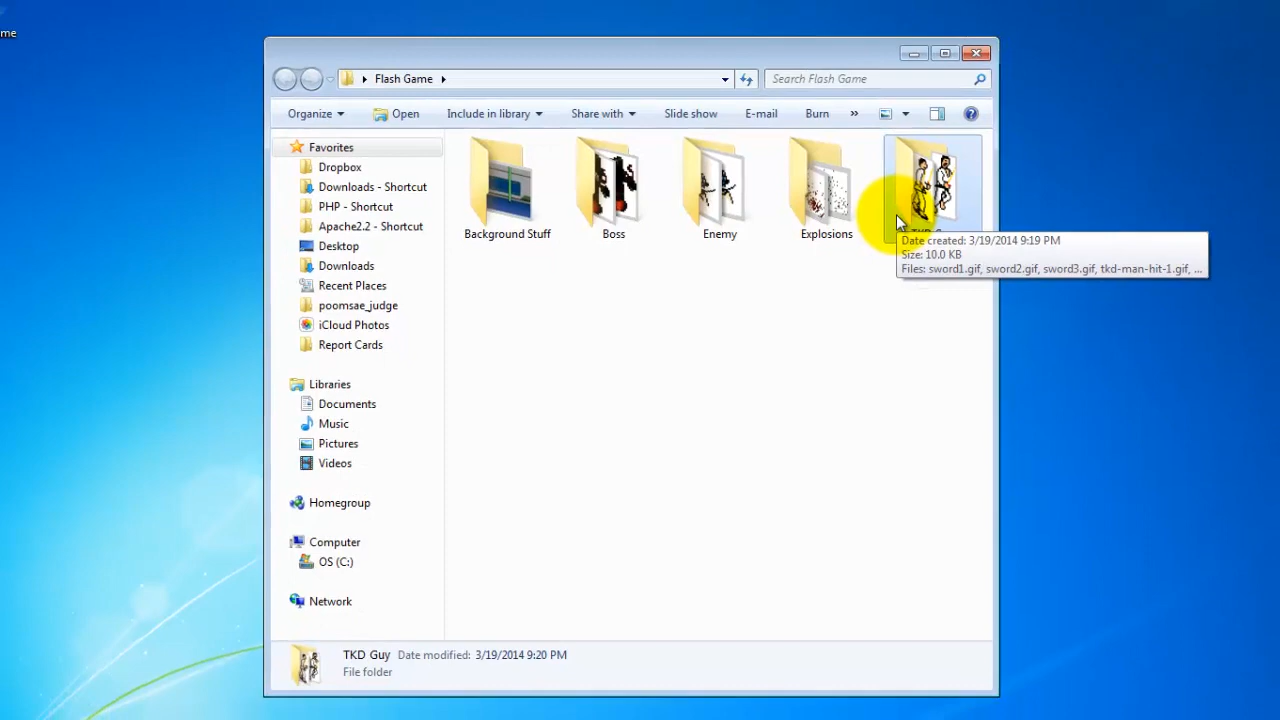 me
Flash Game
Search Flash Game
Organize
Open
Include in library
Share with
Slide show
E-mail
Burn
»
Favorites
Dropbox
Downloads - Shortcut
PHP - Shortcut
Apache2.2 - Shortcut
Desktop
Downloads
Recent Places
poomsae_judge
iCloud Photos
Report Cards
Libraries
Documents
Music
Pictures
Videos
Homegroup
Computer
OS (C:)
Network
Background Stuff
Boss
Enemy
Explosions
Date created: 3/19/2014 9:19 PM
Size: 10.0 KB
Files: sword1.gif, sword2.gif, sword3.gif, tkd-man-hit-1.gif, ...
TKD Guy Date modified: 3/19/2014 9:20 PM
File folder